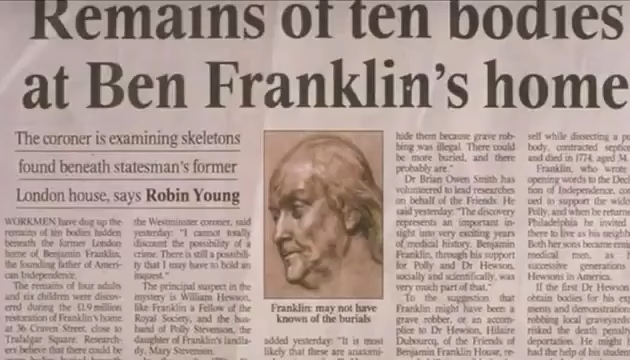 Remains of ten bodies
at Ben Franklin's home
The coroner is examining skeletons
found beneath statesman's former
London house, says Robin Young
WORKMEN have dug up the
remains of ten bodies hidden
beneath the former London
home of Benjamin Franklin,
the founding father of Ameri-
can Independence.
The remains of four adults
and six children were discov-
ered during the £1.9 million
restoration of Franklin's home
at 36 Craven Street, close to
Trafalgar Square. Research-
ers believe that there could be
the Westminster coroner, said
yesterday: "I cannot totally
discount the possibility of a
crime. There is still a possibili-
ty that I may have to hold an
inquest."
The principal suspect in the
mystery is William Hewson,
like Franklin a Fellow of the
Royal Society, and the hus-
band of Polly Stevenson, the
daughter of Franklin's landla-
dy, Mary Stevenson.
Franklin: may not have
known of the burials
added yesterday: "It is most
likely that these are anatomi-
hide them because grave rob-
bing was illegal. There could
be more buried, and there
probably are."
Dr Brian Owen Smith has
volunteered to lead researches
on behalf of the Friends. He
said yesterday: "The discovery
represents an important in-
sight into very exciting years
of medical history. Benjamin
Franklin, through his support
for Polly and Dr Hewson,
socially and scientifically, was
very much part of that."
To the suggestion that
Franklin might have been a
grave robber, or an accom-
plice to Dr Hewson, Hilaire
Dubourcq, of the Friends of
Benjamin Franklin House, re-
self while dissecting a
body, contracted
and died in 1774, aged 34.
Franklin, who wrote
opening words to the
tion of Independence,
ued to support the
Polly, and when he
Philadelphia he invited
there to live as his
Both her sons became
medical men, as
successive generations
Hewsons in America.
If the first Dr Hewson
obtain bodies for his
ments and
robbing local graveyards
risked the death
deportation. He might
had the help of his